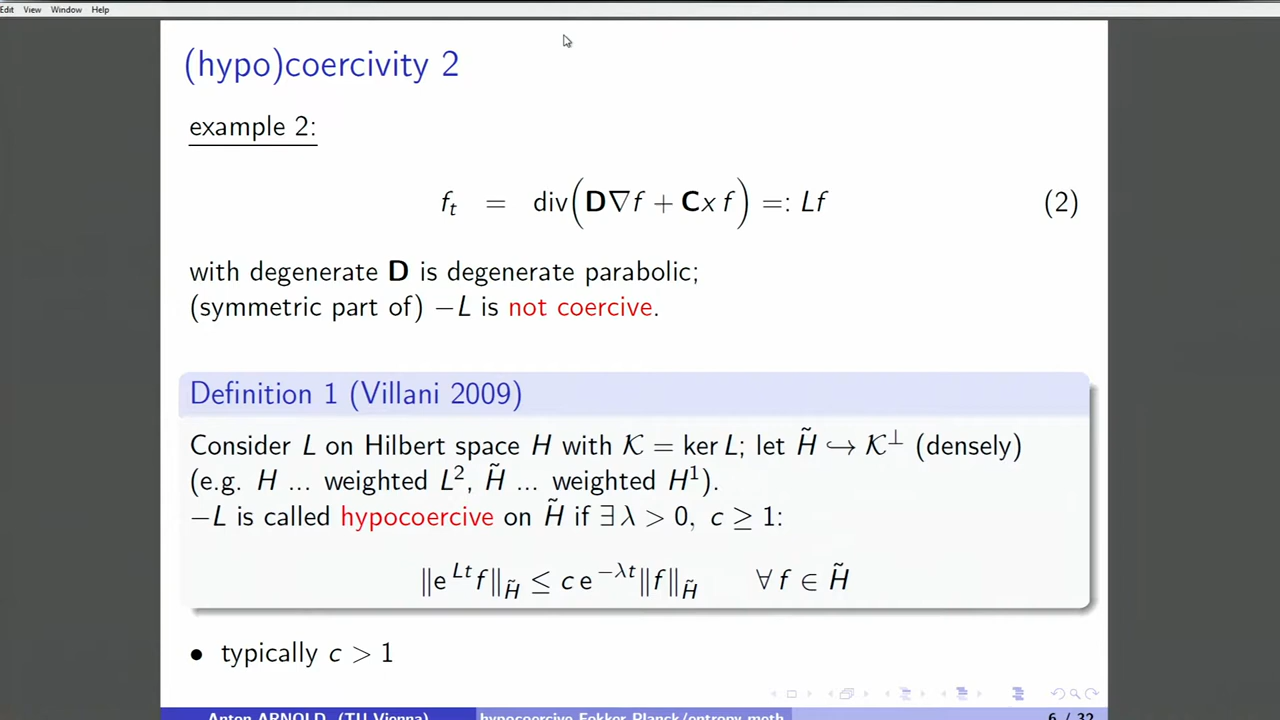 Edit View Window Help
(hypo)coercivity 2
example 2:
f_t = div(D∇f + Cx f) =: Lf (2)
with degenerate D is degenerate parabolic;
(symmetric part of) −L is not coercive.
Definition 1 (Villani 2009)
Consider L on Hilbert space H with 𝒦 = ker L; let H̃ ↪ 𝒦^⊥ (densely)
(e.g. H ... weighted L², H̃ ... weighted H¹).
−L is called hypocoercive on H̃ if ∃ λ > 0, c ≥ 1:
‖e^{Lt} f‖_H̃ ≤ c e^{−λt} ‖f‖_H̃ ∀ f ∈ H̃
• typically c > 1
Anton ARNOLD (TU Vienna) hypocoercive Fokker Planck/entropy meth 6 / 32